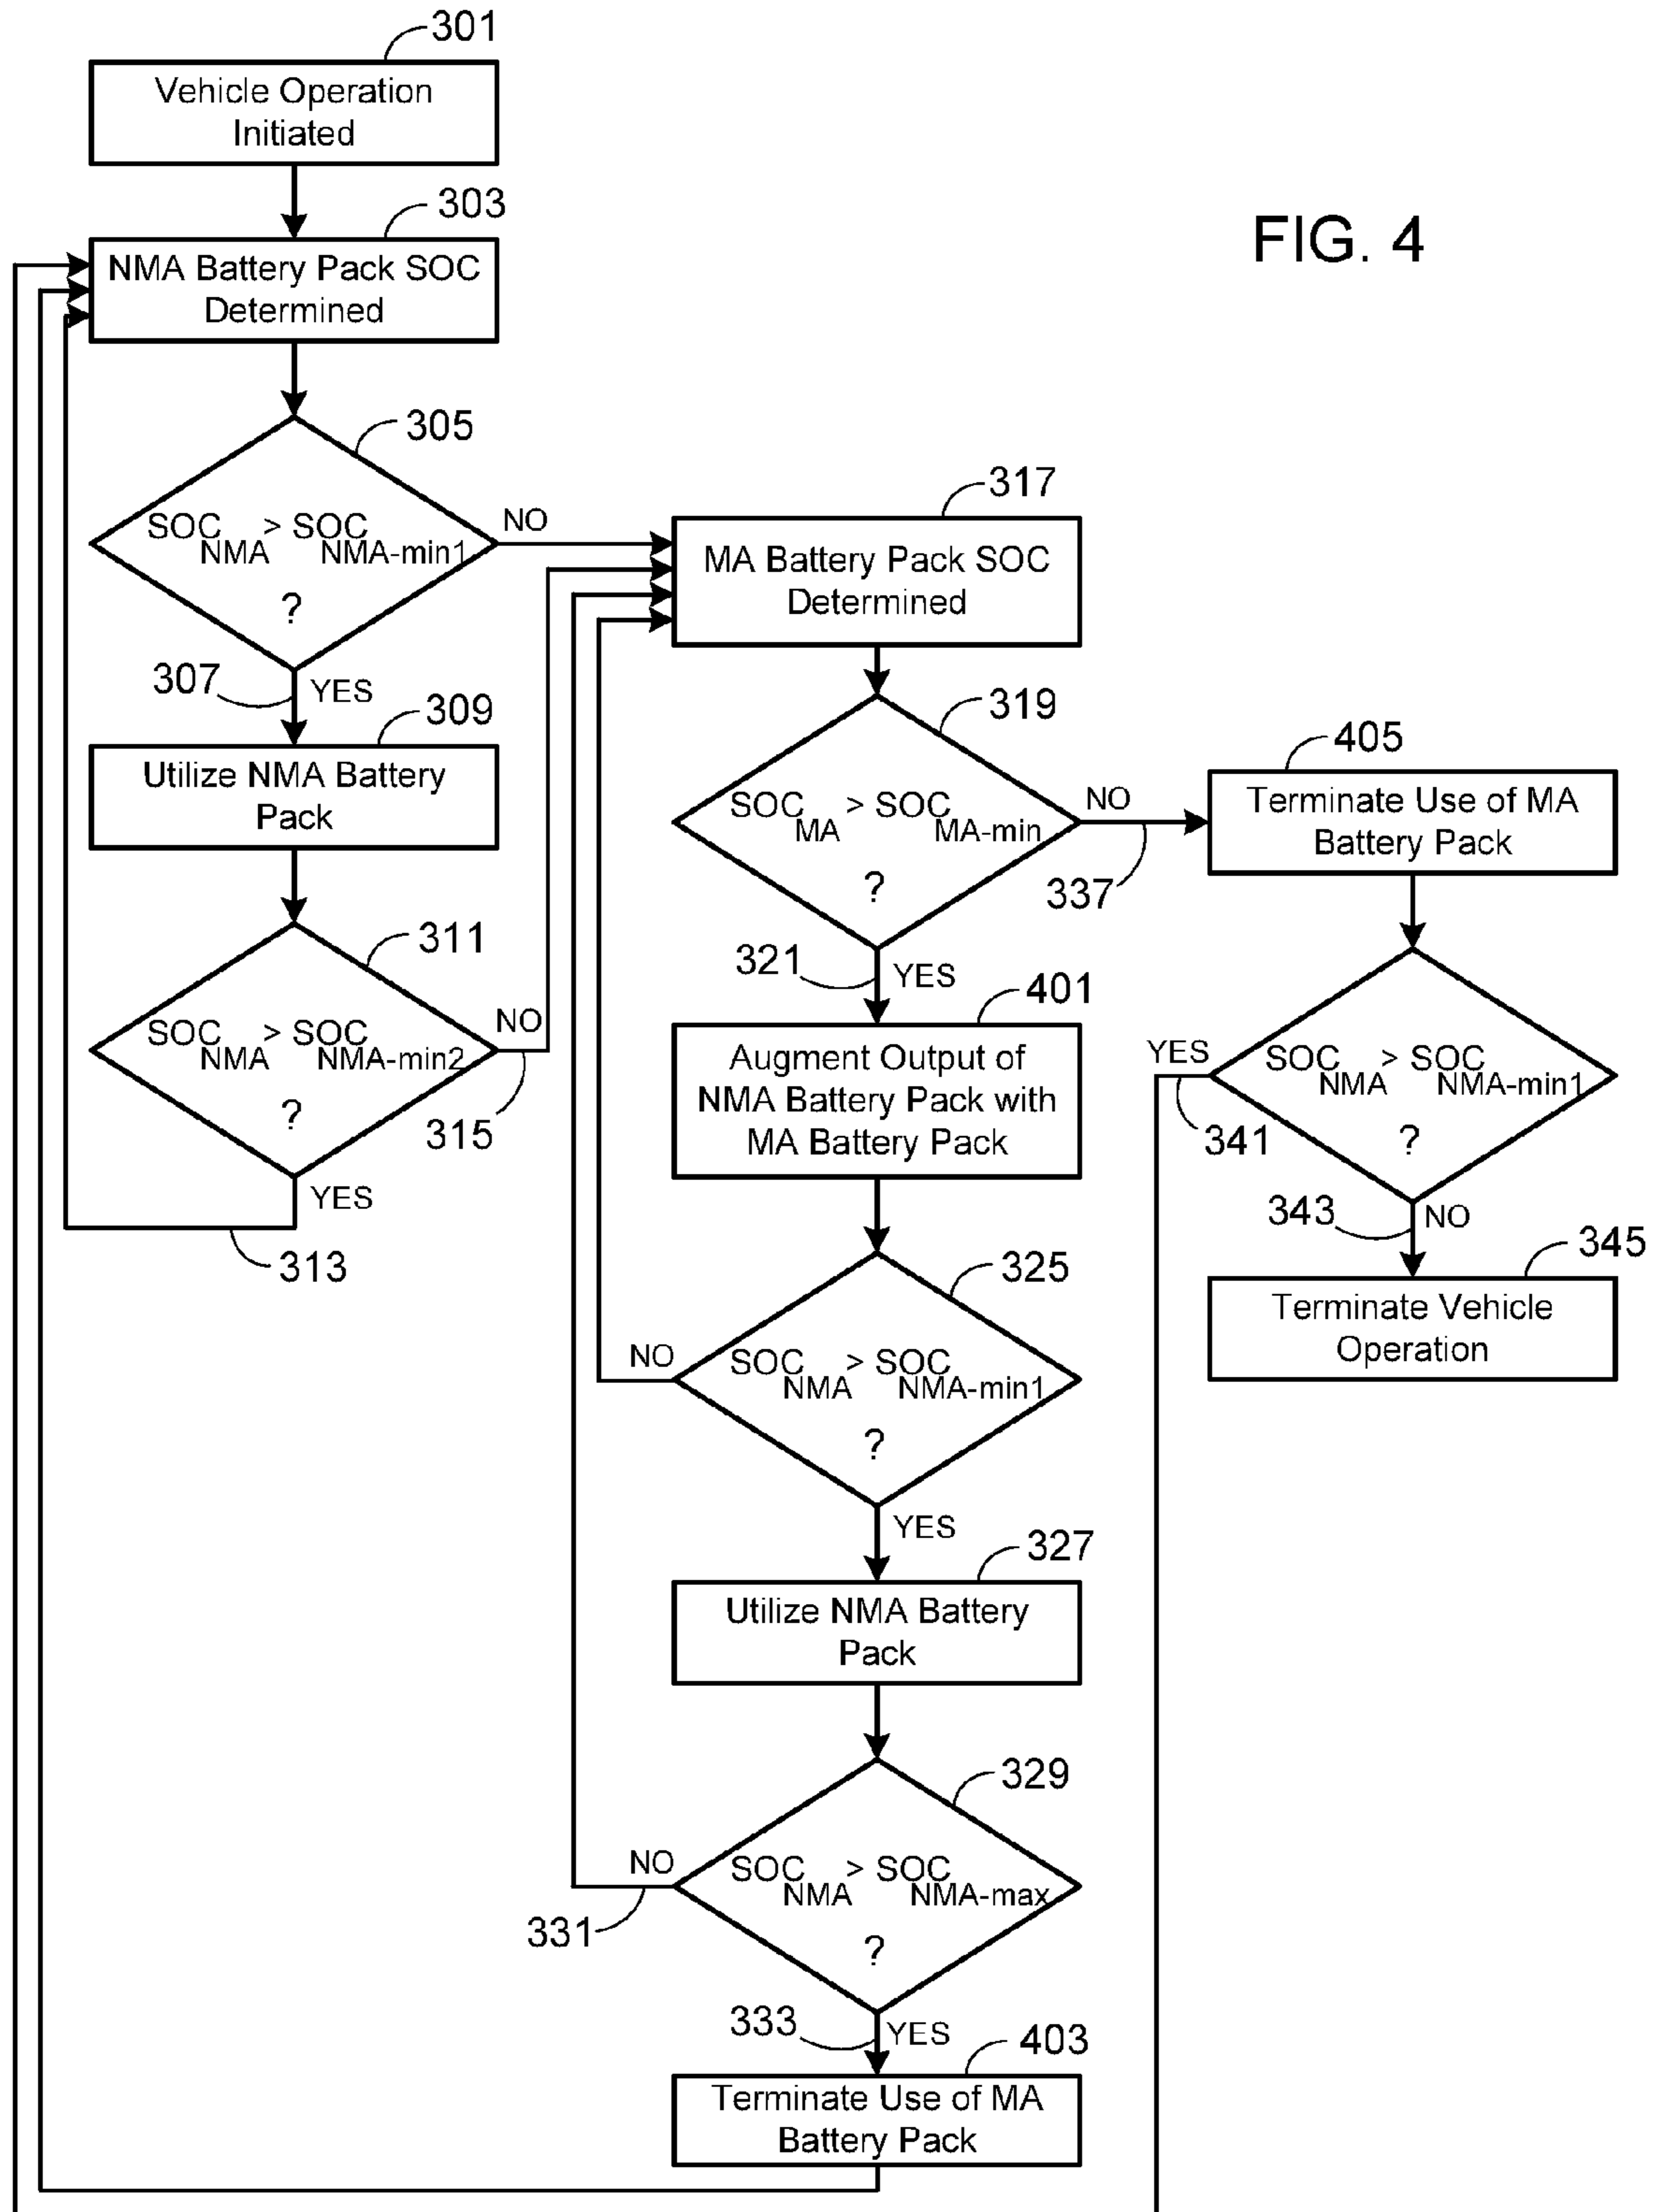 FIG. 4
301
Vehicle Operation
Initiated
303
NMA Battery Pack SOC
Determined
305
SOC NMA > SOC NMA-min1
?
NO
307
YES
309
Utilize NMA Battery
Pack
311
SOC NMA > SOC NMA-min2
?
NO
315
YES
313
317
MA Battery Pack SOC
Determined
319
SOC MA > SOC MA-min
?
NO
337
321
YES
401
Augment Output of
NMA Battery Pack with
MA Battery Pack
325
SOC NMA > SOC NMA-min1
?
NO
YES
327
Utilize NMA Battery
Pack
329
SOC NMA > SOC NMA-max
?
NO
331
333
YES
403
Terminate Use of MA
Battery Pack
405
Terminate Use of MA
Battery Pack
SOC NMA > SOC NMA-min1
?
YES
341
343
NO
345
Terminate Vehicle
Operation